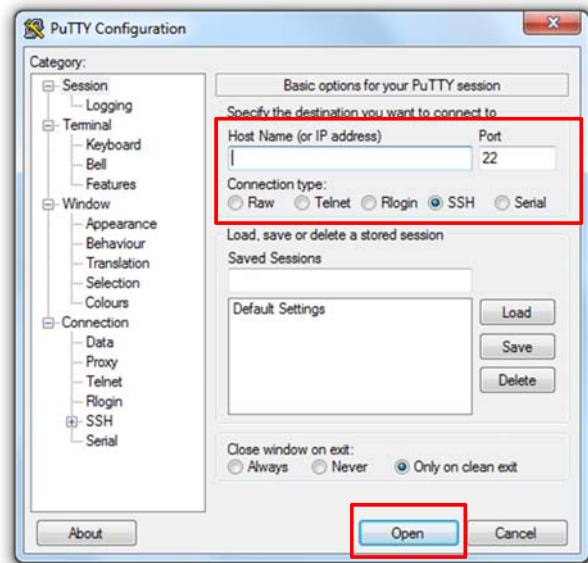 PuTTY Configuration
Category:
Session
Logging
Terminal
Keyboard
Bell
Features
Window
Appearance
Behaviour
Translation
Selection
Colours
Connection
Data
Proxy
Telnet
Rlogin
SSH
Serial
Basic options for your PuTTY session
Specify the destination you want to connect to
Host Name (or IP address) Port
22
Connection type:
Raw Telnet Rlogin SSH Serial
Load, save or delete a stored session
Saved Sessions
Default Settings
Load
Save
Delete
Close window on exit:
Always Never Only on clean exit
About Open Cancel